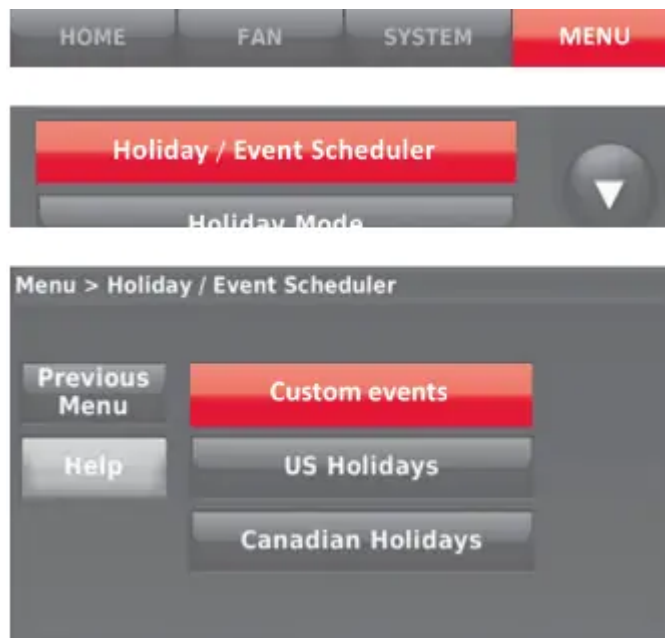 HOME FAN SYSTEM MENU
Holiday / Event Scheduler
Holiday Mode
Menu > Holiday / Event Scheduler
Previous
Menu
Custom events
Help
US Holidays
Canadian Holidays